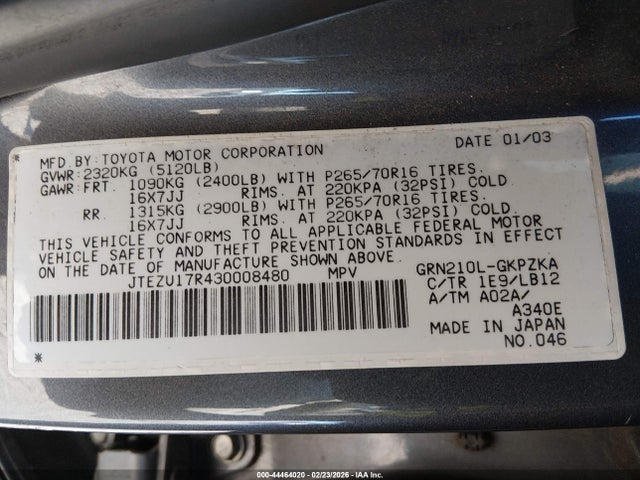 MFD.BY:TOYOTA MOTOR CORPORATION DATE 01/03
GVWR:2320KG (5120LB)
GAWR:FRT. 1090KG (2400LB) WITH P265/70R16 TIRES.
16X7JJ RIMS. AT 220KPA (32PSI) COLD
RR. 1315KG (2900LB) WITH P265/70R16 TIRES.
16X7JJ RIMS. AT 220KPA (32PSI) COLD.
THIS VEHICLE CONFORMS TO ALL APPLICABLE FEDERAL MOTOR
VEHICLE SAFETY AND THEFT PREVENTION STANDARDS IN EFFECT
ON THE DATE OF MANUFACTURE SHOWN ABOVE.
JTEZU17R430008480 MPV GRN210L-GKPZKA
C/TR 1E9/LB12
A/TM A02A/
A340E
MADE IN JAPAN
NO.046
000-44464020 - 02/23/2026 - IAA Inc.